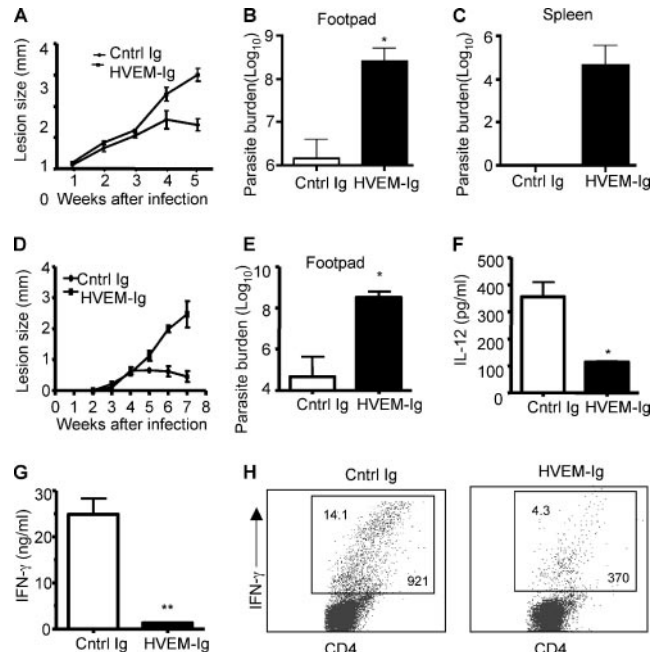 A
Lesion size (mm)
4
3
2
1
0
Cntrl Ig
HVEM-Ig
1 2 3 4 5
Weeks after infection
B
Footpad
Parasite burden(Log10)
9
8
7
6
*
Cntrl Ig HVEM-Ig
C
Spleen
Parasite burden(Log10)
6
4
2
0
Cntrl Ig HVEM-Ig
D
Lesion size (mm)
4
3
2
1
0
Cntrl Ig
HVEM-Ig
0 1 2 3 4 5 6 7 8
Weeks after infection
E
Footpad
Parasite burden (Log10)
10
8
6
4
*
Cntrl Ig HVEM-Ig
F
IL-12 (pg/ml)
500
400
300
200
100
0
*
Cntrl Ig HVEM-Ig
G
IFN-γ (ng/ml)
30
20
10
0
**
Cntrl Ig HVEM-Ig
H
Cntrl Ig
HVEM-Ig
IFN-γ
14.1
921
4.3
370
CD4
CD4